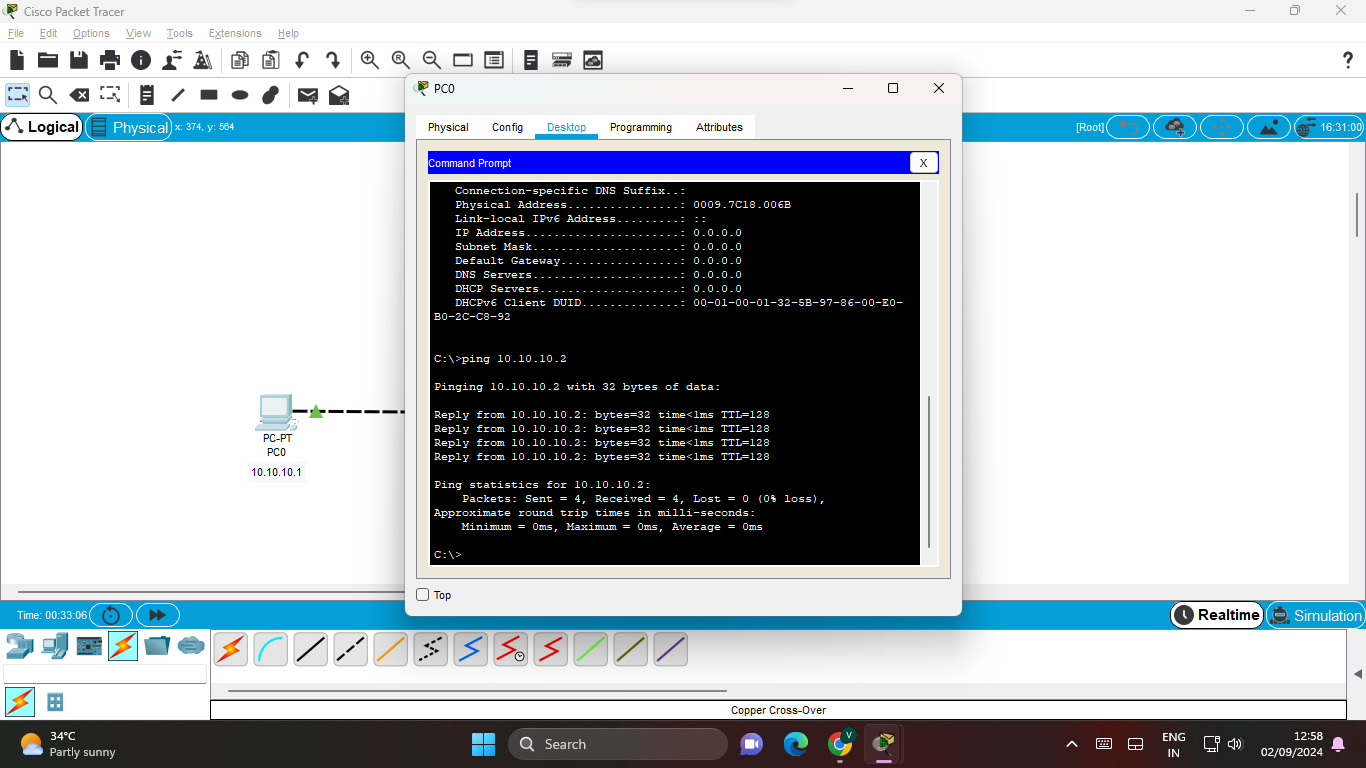 Cisco Packet Tracer
File Edit Options View Tools Extensions Help
R
?
Logical Physical x: 374, y: 564 [Root] 16:31:00
PC0
Physical Config Desktop Programming Attributes
Command Prompt X
Connection-specific DNS Suffix..:
Physical Address................: 0009.7C18.006B
Link-local IPv6 Address.........: ::
IP Address......................: 0.0.0.0
Subnet Mask.....................: 0.0.0.0
Default Gateway.................: 0.0.0.0
DNS Servers.....................: 0.0.0.0
DHCP Servers....................: 0.0.0.0
DHCPv6 Client DUID..............: 00-01-00-01-32-5B-97-86-00-E0-
B0-2C-C8-92
C:\>ping 10.10.10.2
Pinging 10.10.10.2 with 32 bytes of data:
Reply from 10.10.10.2: bytes=32 time<1ms TTL=128
Reply from 10.10.10.2: bytes=32 time<1ms TTL=128
Reply from 10.10.10.2: bytes=32 time<1ms TTL=128
Reply from 10.10.10.2: bytes=32 time<1ms TTL=128
Ping statistics for 10.10.10.2:
Packets: Sent = 4, Received = 4, Lost = 0 (0% loss),
Approximate round trip times in milli-seconds:
Minimum = 0ms, Maximum = 0ms, Average = 0ms
C:\>
Top
PC-PT
PC0
10.10.10.1
Time: 00:33:06 Realtime Simulation
Copper Cross-Over
34°C
Partly sunny
Search
V
ENG
IN
12:58
02/09/2024